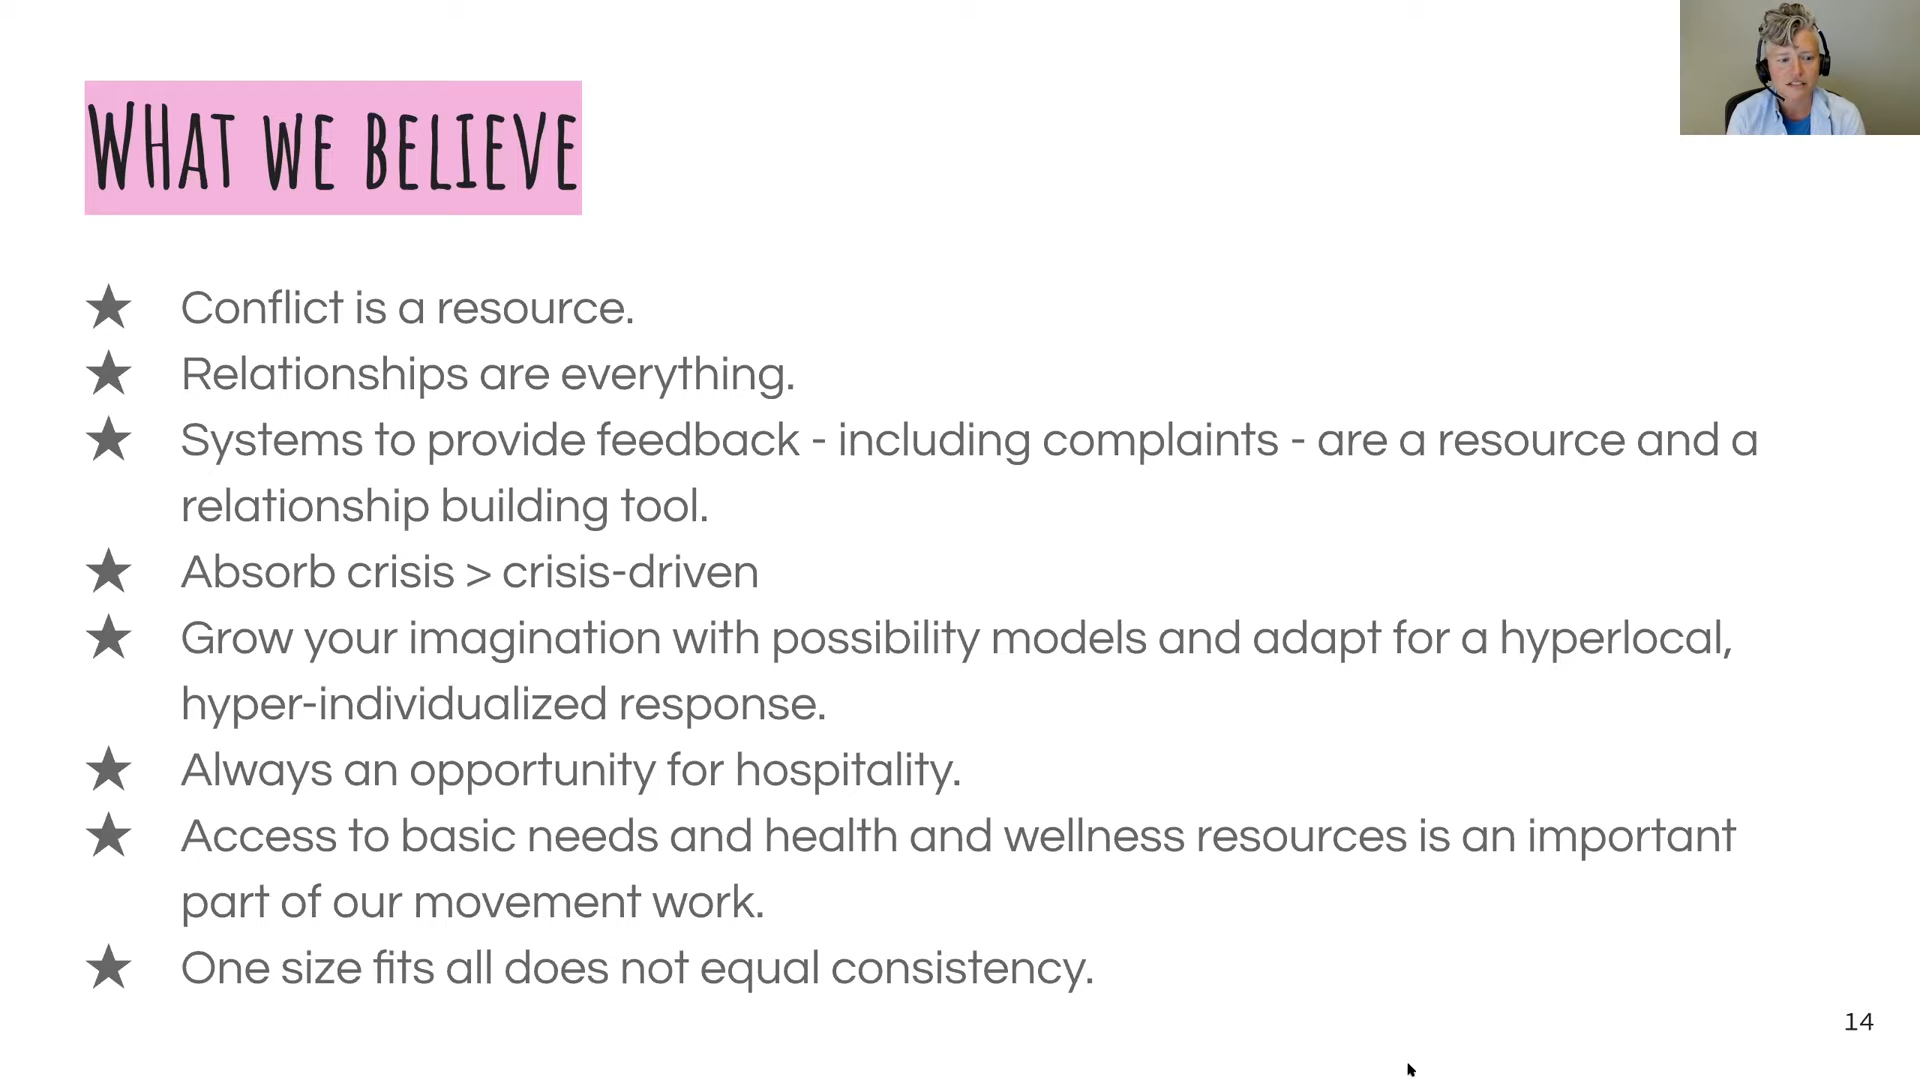 WHAT WE BELIEVE
★ Conflict is a resource.
★ Relationships are everything.
★ Systems to provide feedback - including complaints - are a resource and a
relationship building tool.
★ Absorb crisis > crisis-driven
★ Grow your imagination with possibility models and adapt for a hyperlocal,
hyper-individualized response.
★ Always an opportunity for hospitality.
★ Access to basic needs and health and wellness resources is an important
part of our movement work.
★ One size fits all does not equal consistency.
14